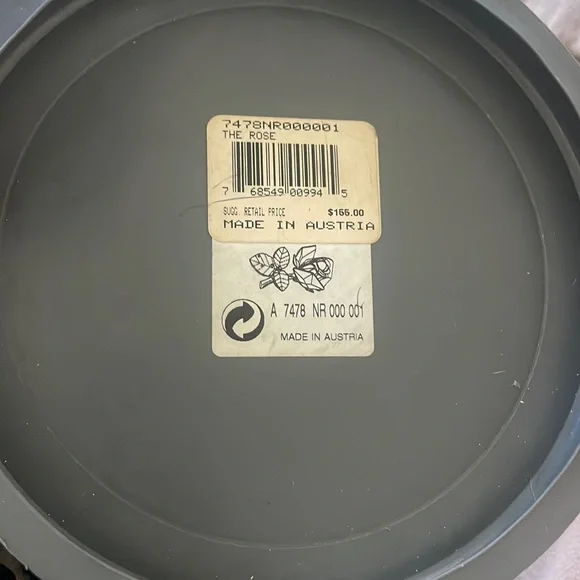 7478NR000001
THE ROSE
7 68549 00994 5
SUGG. RETAIL PRICE $155.00
MADE IN AUSTRIA
A 7478 NR 000 001
MADE IN AUSTRIA